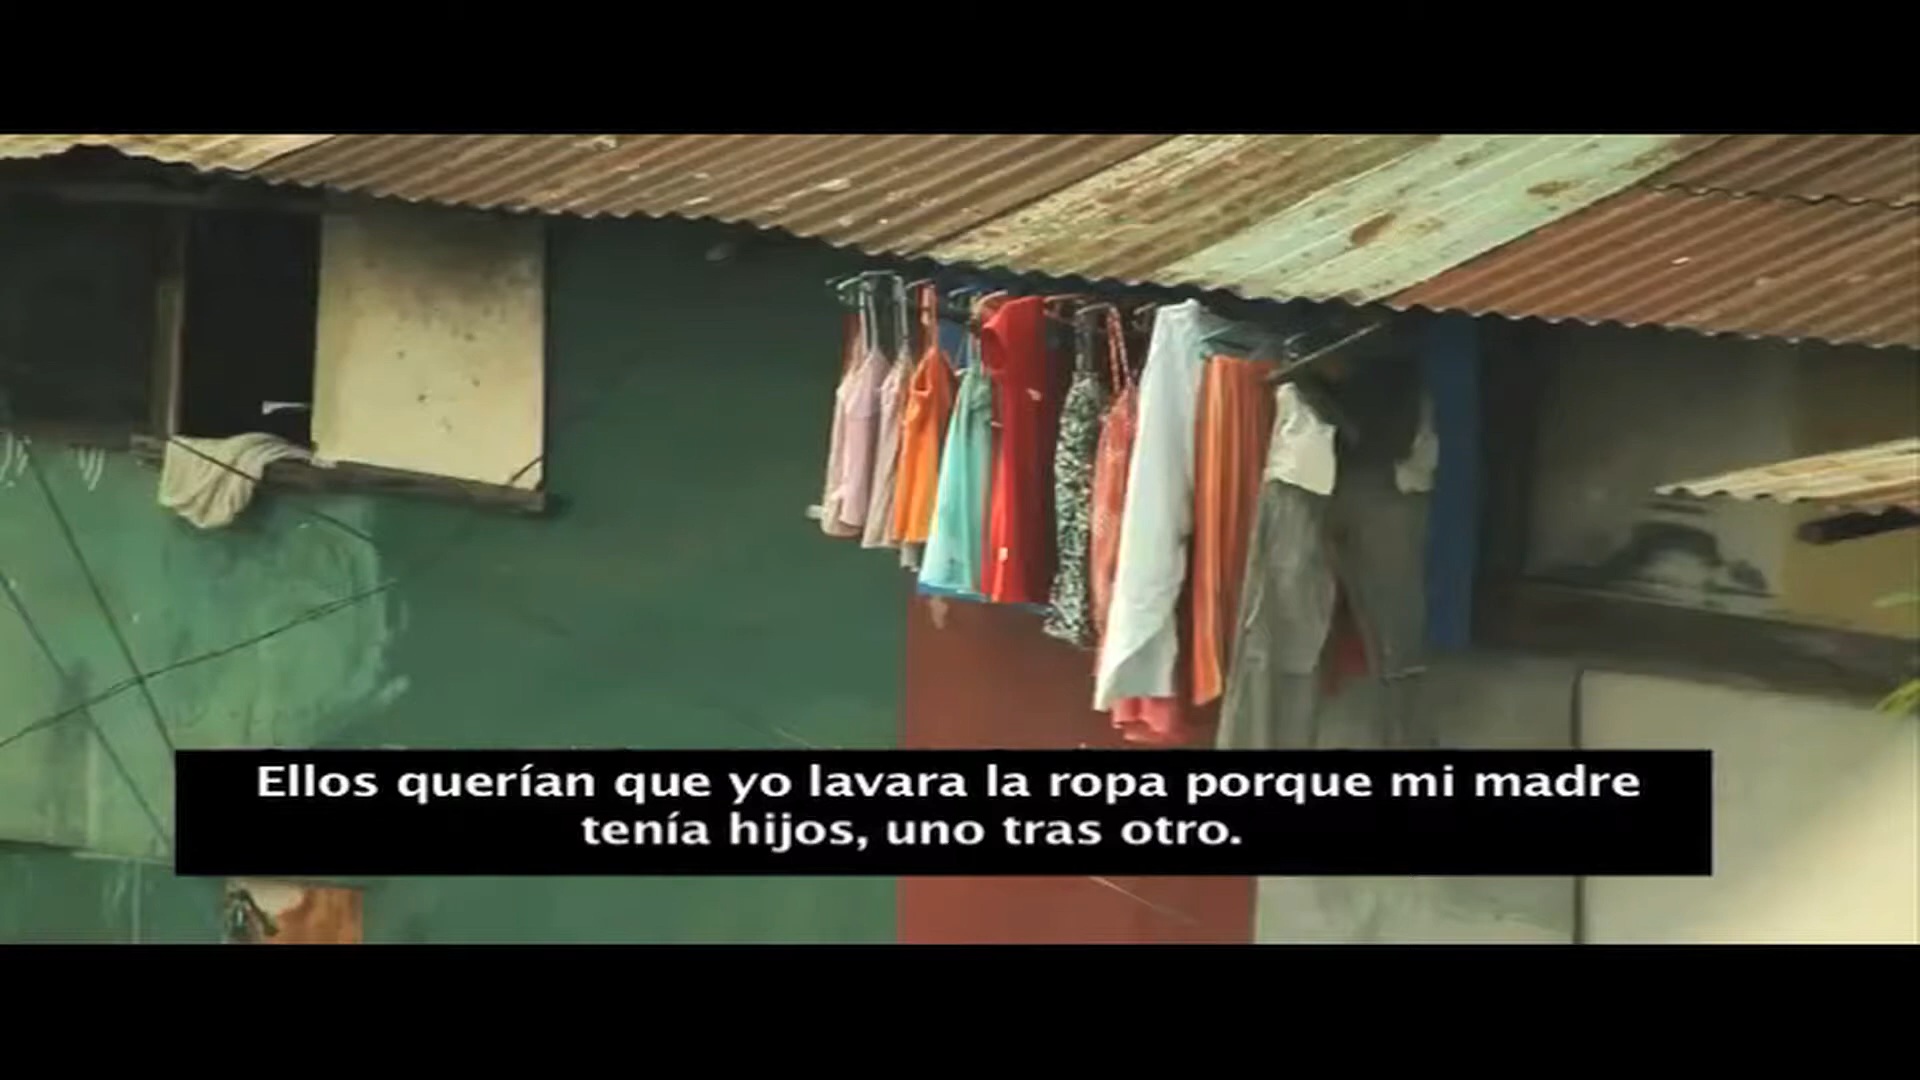 Ellos querían que yo lavara la ropa porque mi madre
tenía hijos, uno tras otro.